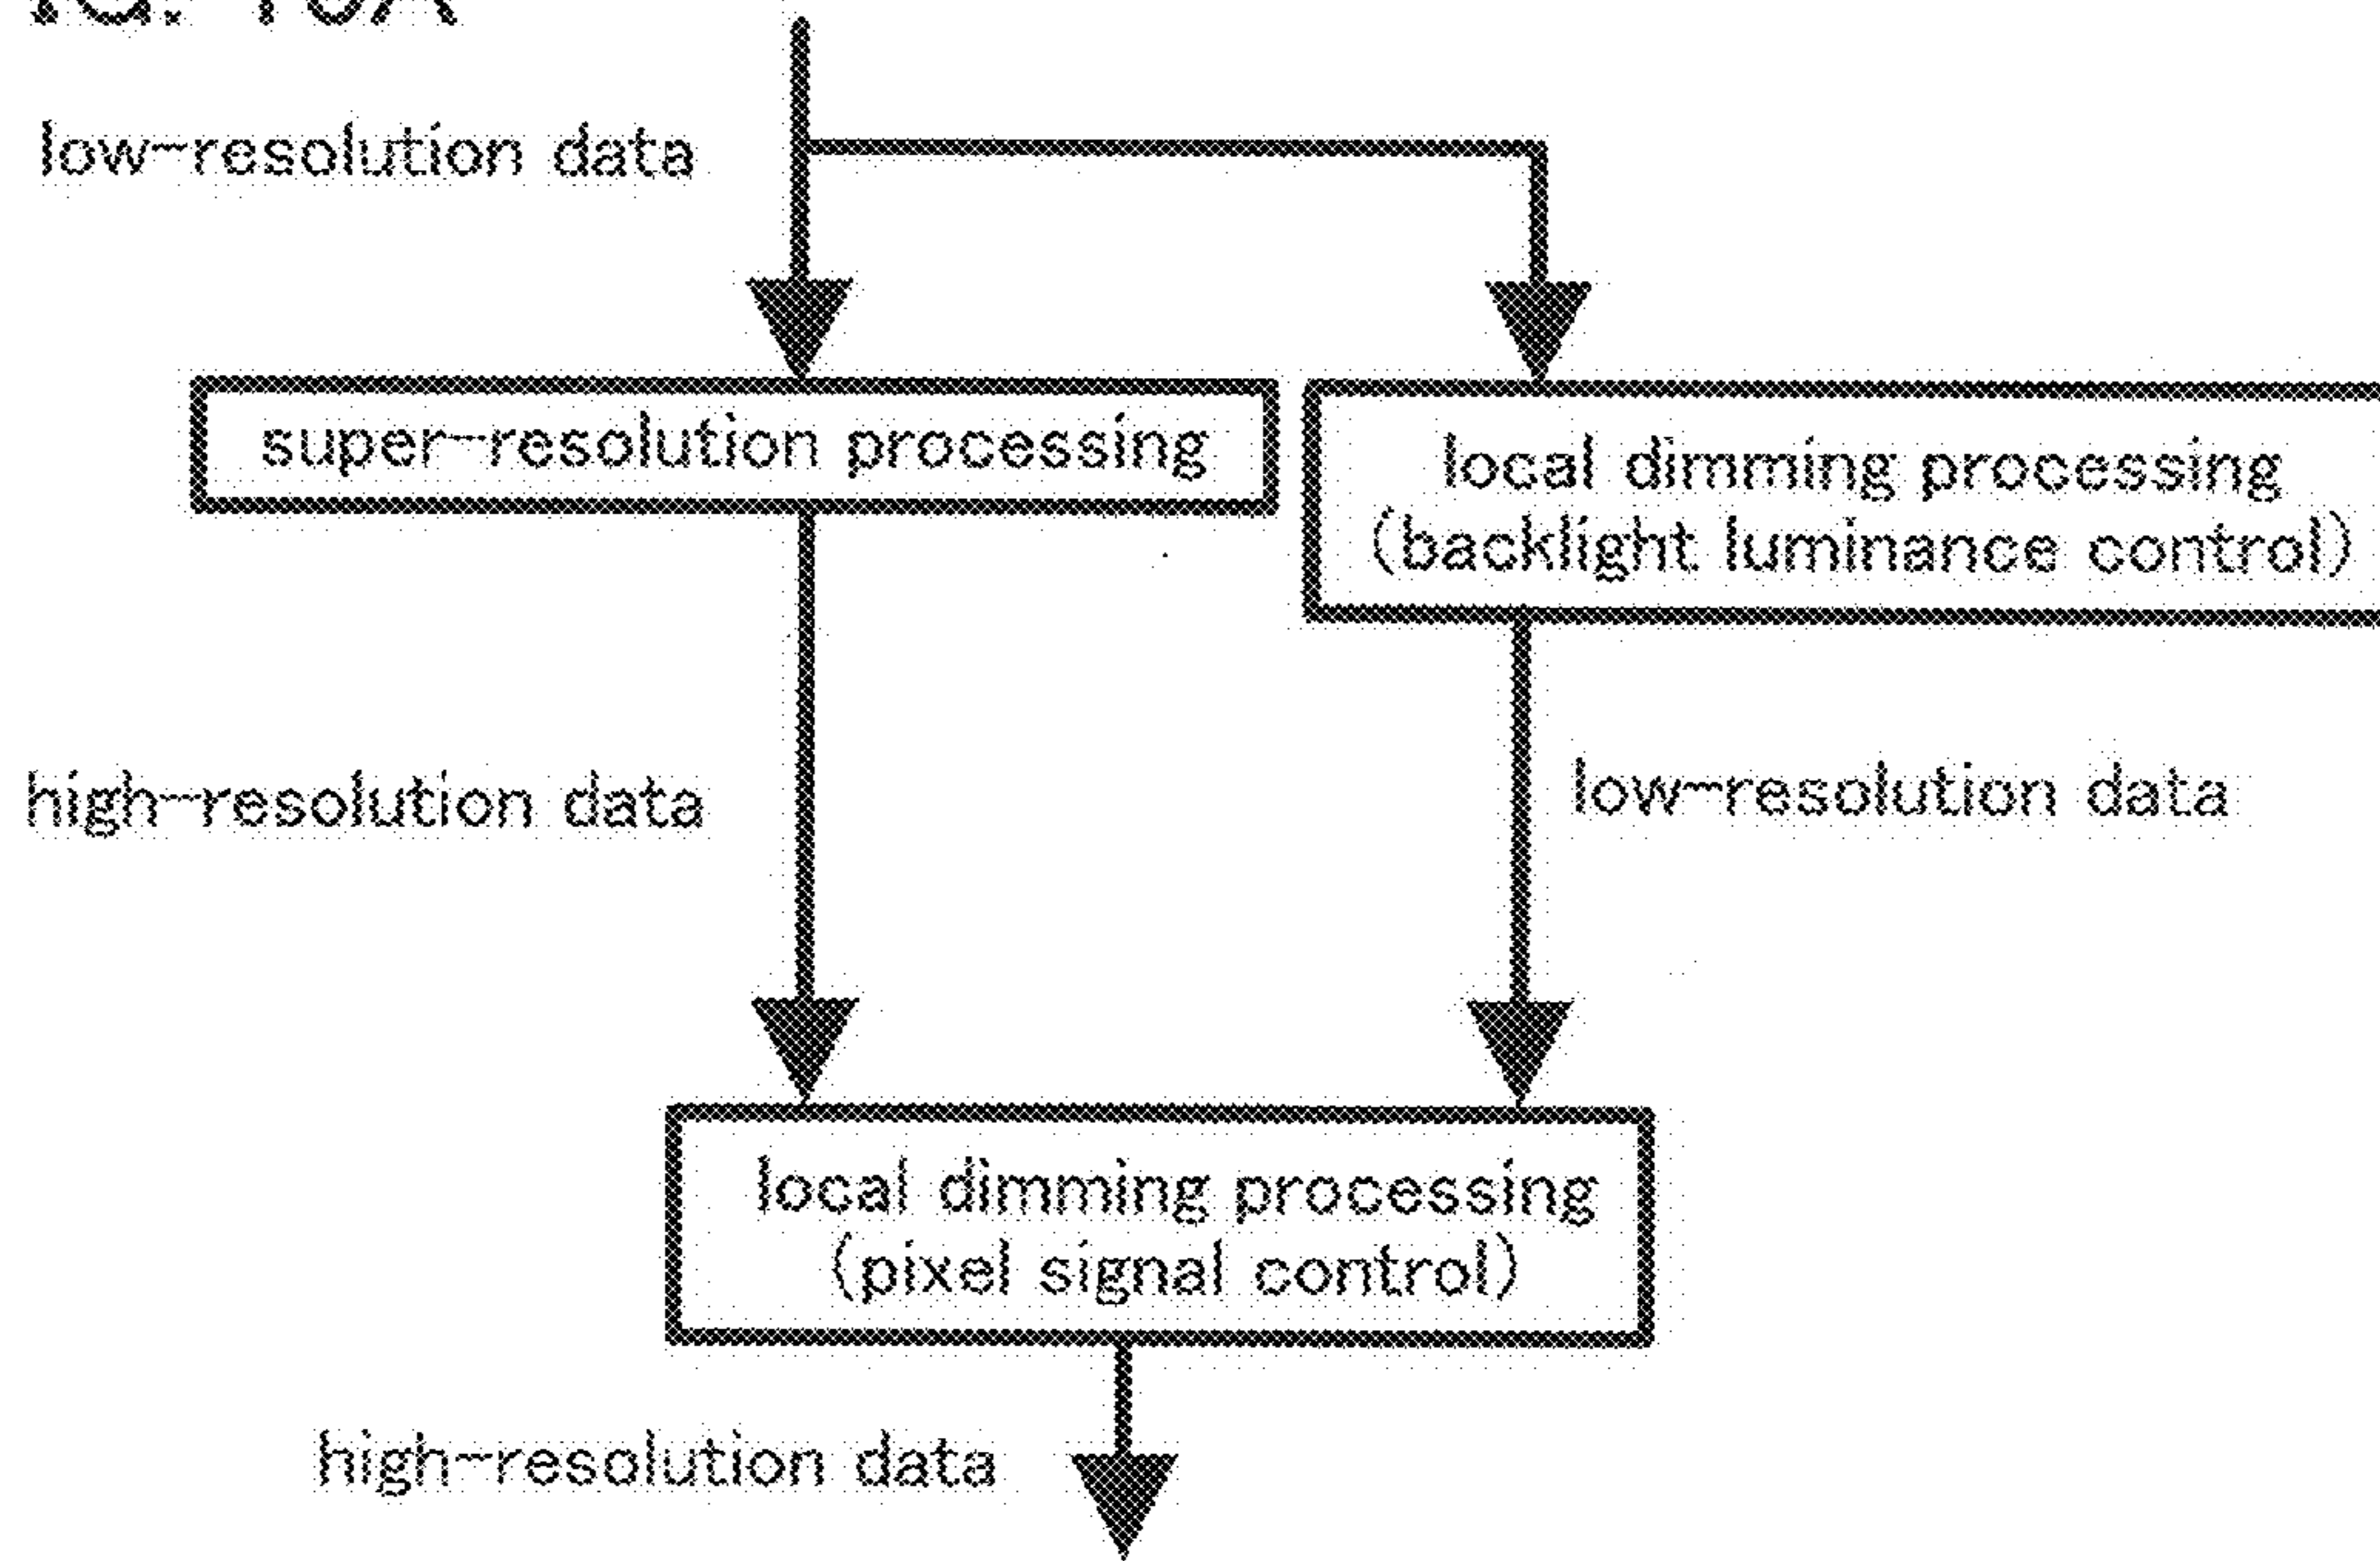 low-resolution data
super-resolution processing
local dimming processing
(backlight luminance control)
high-resolution data
low-resolution data
local dimming processing
(pixel signal control)
high-resolution data